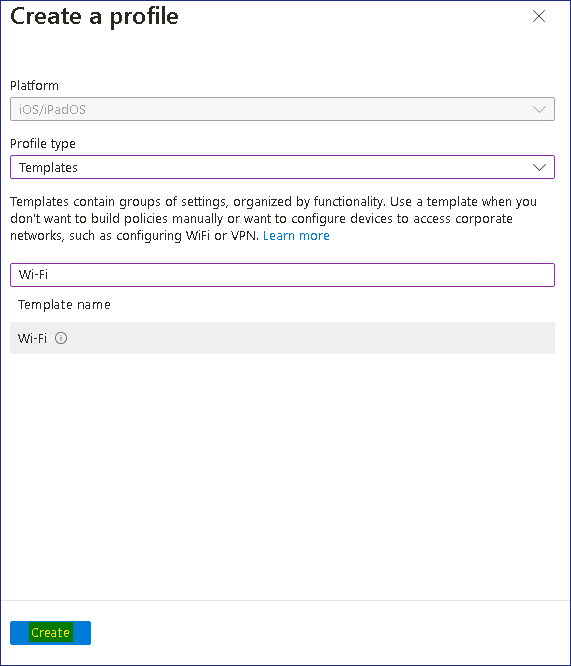 Create a profile
Platform
iOS/iPadOS
Profile type
Templates
Templates contain groups of settings, organized by functionality. Use a template when you
don't want to build policies manually or want to configure devices to access corporate
networks, such as configuring WiFi or VPN. Learn more
Wi-Fi
Template name
Wi-Fi
Create